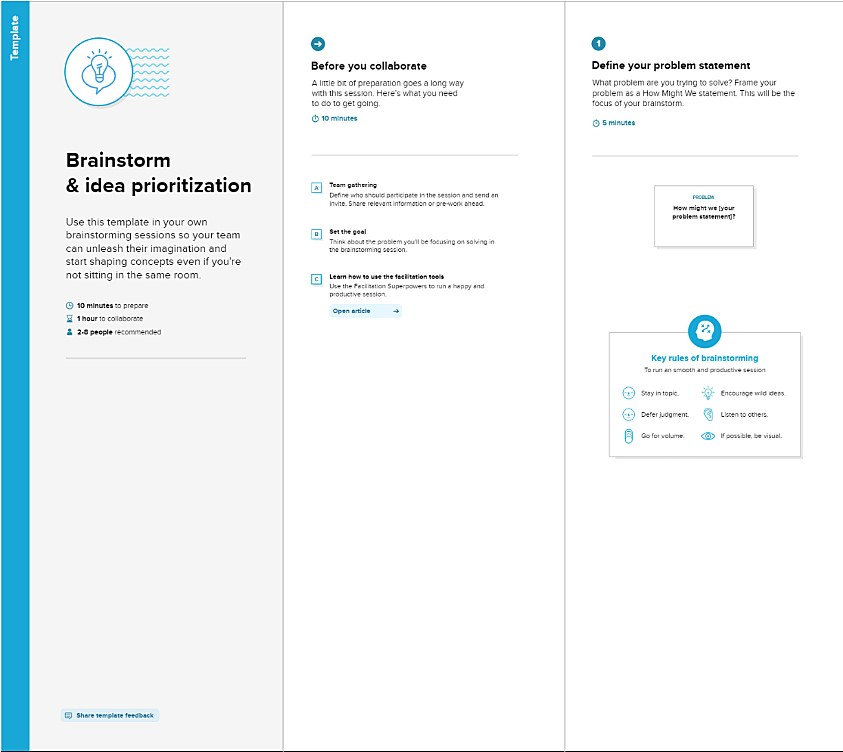 Template
Brainstorm
& idea prioritization
Use this template in your own
brainstorming sessions so your team
can unleash their imagination and
start shaping concepts even if you're
not sitting in the same room.
10 minutes to prepare
1 hour to collaborate
2-8 people recommended
Share template feedback
Before you collaborate
A little bit of preparation goes a long way
with this session. Here's what you need
to do to get going.
10 minutes
A
Team gathering
Define who should participate in the session and send an
invite. Share relevant information or pre-work ahead.
B
Set the goal
Think about the problem you'll be focusing on solving in
the brainstorming session.
C
Learn how to use the facilitation tools
Use the Facilitation Superpowers to run a happy and
productive session.
Open article
1
Define your problem statement
What problem are you trying to solve? Frame your
problem as a How Might We statement. This will be the
focus of your brainstorm.
5 minutes
PROBLEM
How might we [your
problem statement]?
Key rules of brainstorming
To run an smooth and productive session
Stay in topic.
Encourage wild ideas.
Defer judgment.
Listen to others.
Go for volume.
If possible, be visual.